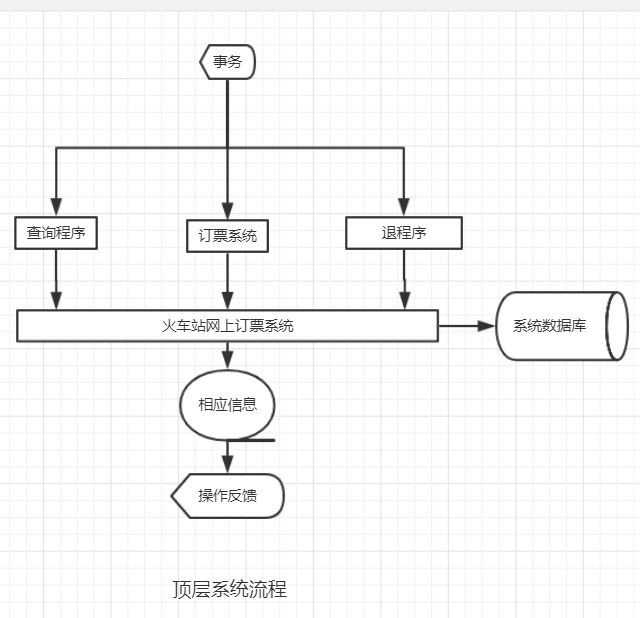 事务
查询程序
订票系统
退程序
火车站网上订票系统
系统数据库
相应信息
操作反馈
顶层系统流程